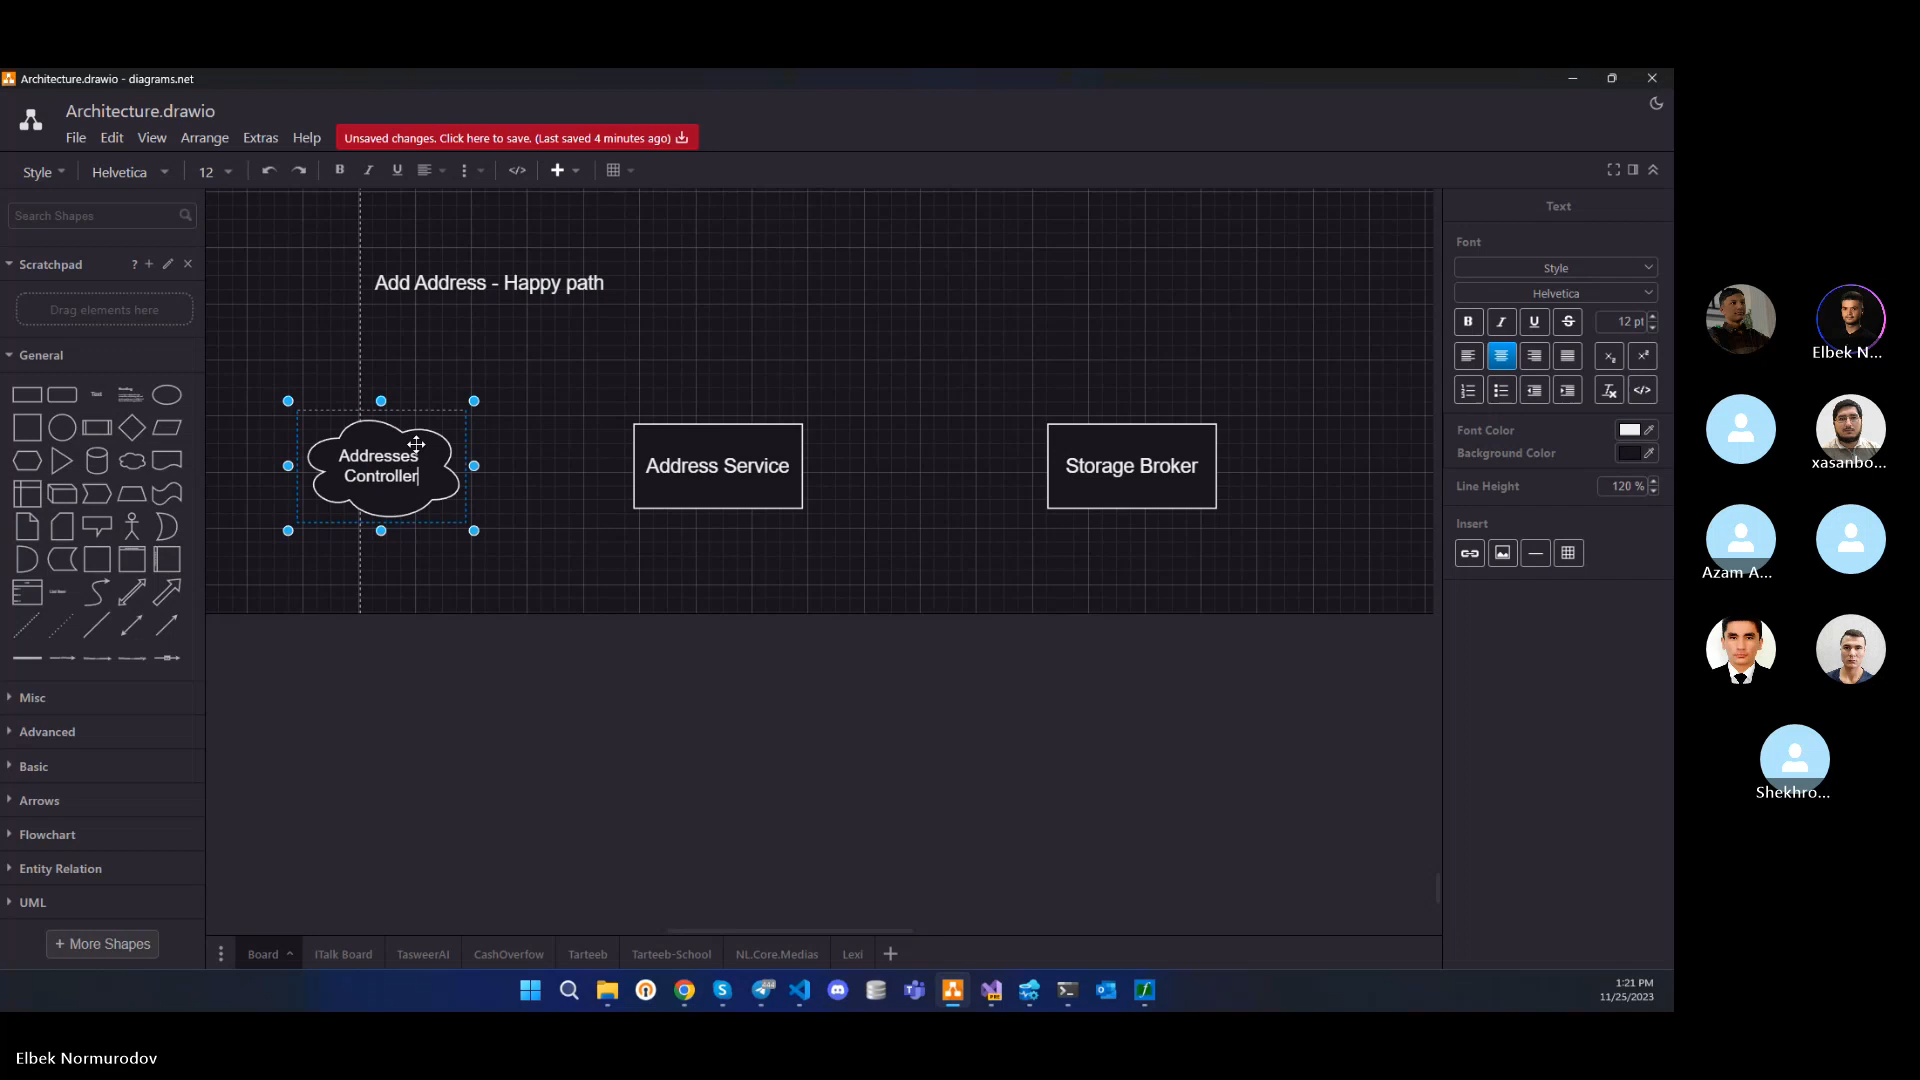 Architecture.drawio - diagrams.net
Architecture.drawio
File Edit View Arrange Extras Help
Unsaved changes. Click here to save. (Last saved 4 minutes ago)
Style Helvetica 12
Search Shapes
Scratchpad
Drag elements here
General
Text
Misc
Advanced
Basic
Arrows
Flowchart
Entity Relation
UML
+ More Shapes
Add Address - Happy path
Addresses
Controller
Address Service
Storage Broker
Text
Font
Style
Helvetica
12 pt
Font Color
Background Color
Line Height 120 %
Insert
Board ITalk Board TasweerAI CashOverfow Tarteeb Tarteeb-School NL.Core.Medias Lexi
1:21 PM
11/25/2023
Elbek N...
xasanbo...
Azam A...
Shekhro...
Elbek Normurodov